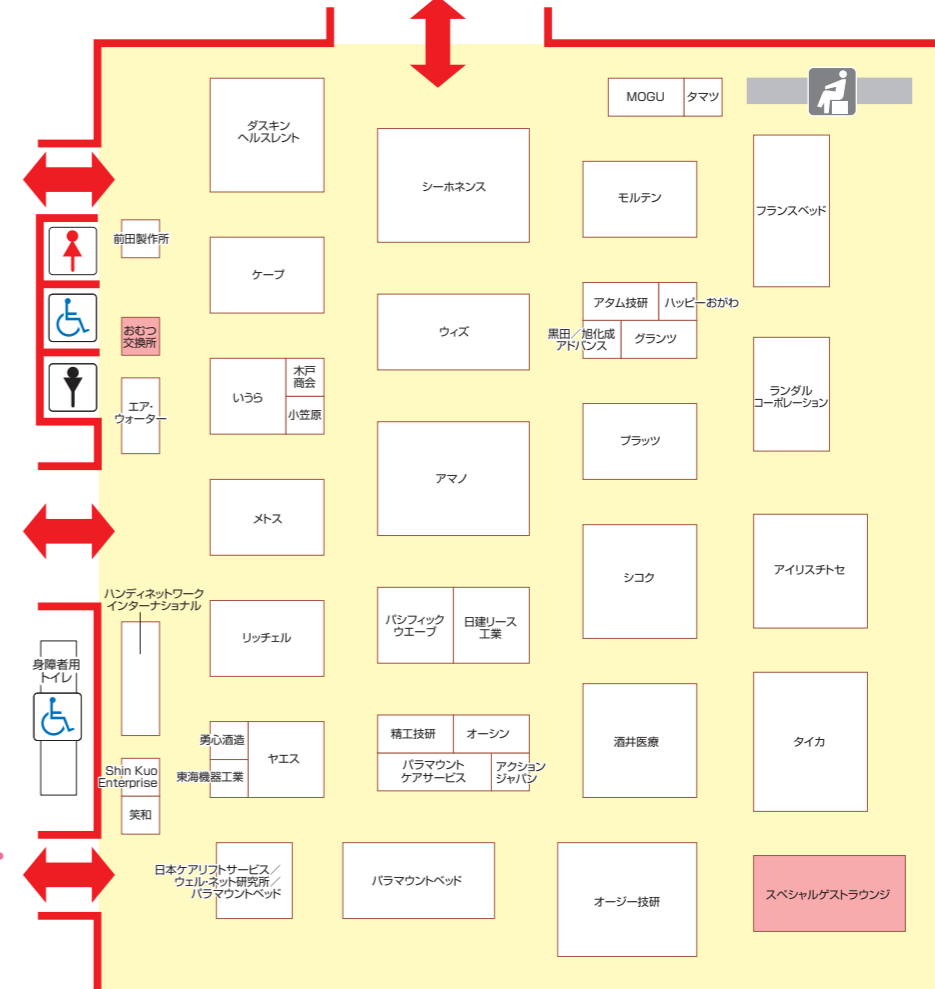 MOGU
タマツ
ダスキン
ヘルスレント
シーホネンス
モルテン
フランスベッド
前田製作所
ケープ
ウィズ
アタム技研
ハッピーおがわ
黒田／旭化成
アドバンス
グランツ
おむつ
交換所
エア・
ウォーター
いうら
木戸
商会
小笠原
ランダル
コーポレーション
プラッツ
アマノ
メトス
シコク
アイリスチトセ
ハンディネットワーク
インターナショナル
リッチェル
パシフィック
ウエーブ
日建リース
工業
身障者用
トイレ
勇心酒造
東海機器工業
ヤエス
精工技研
オーシン
パラマウント
ケアサービス
アクション
ジャパン
酒井医療
タイカ
Shin Kuo
Enterprise
笑和
日本ケアリフトサービス／
ウェル・ネット研究所／
パラマウントベッド
パラマウントベッド
オージー技研
スペシャルゲストラウンジ